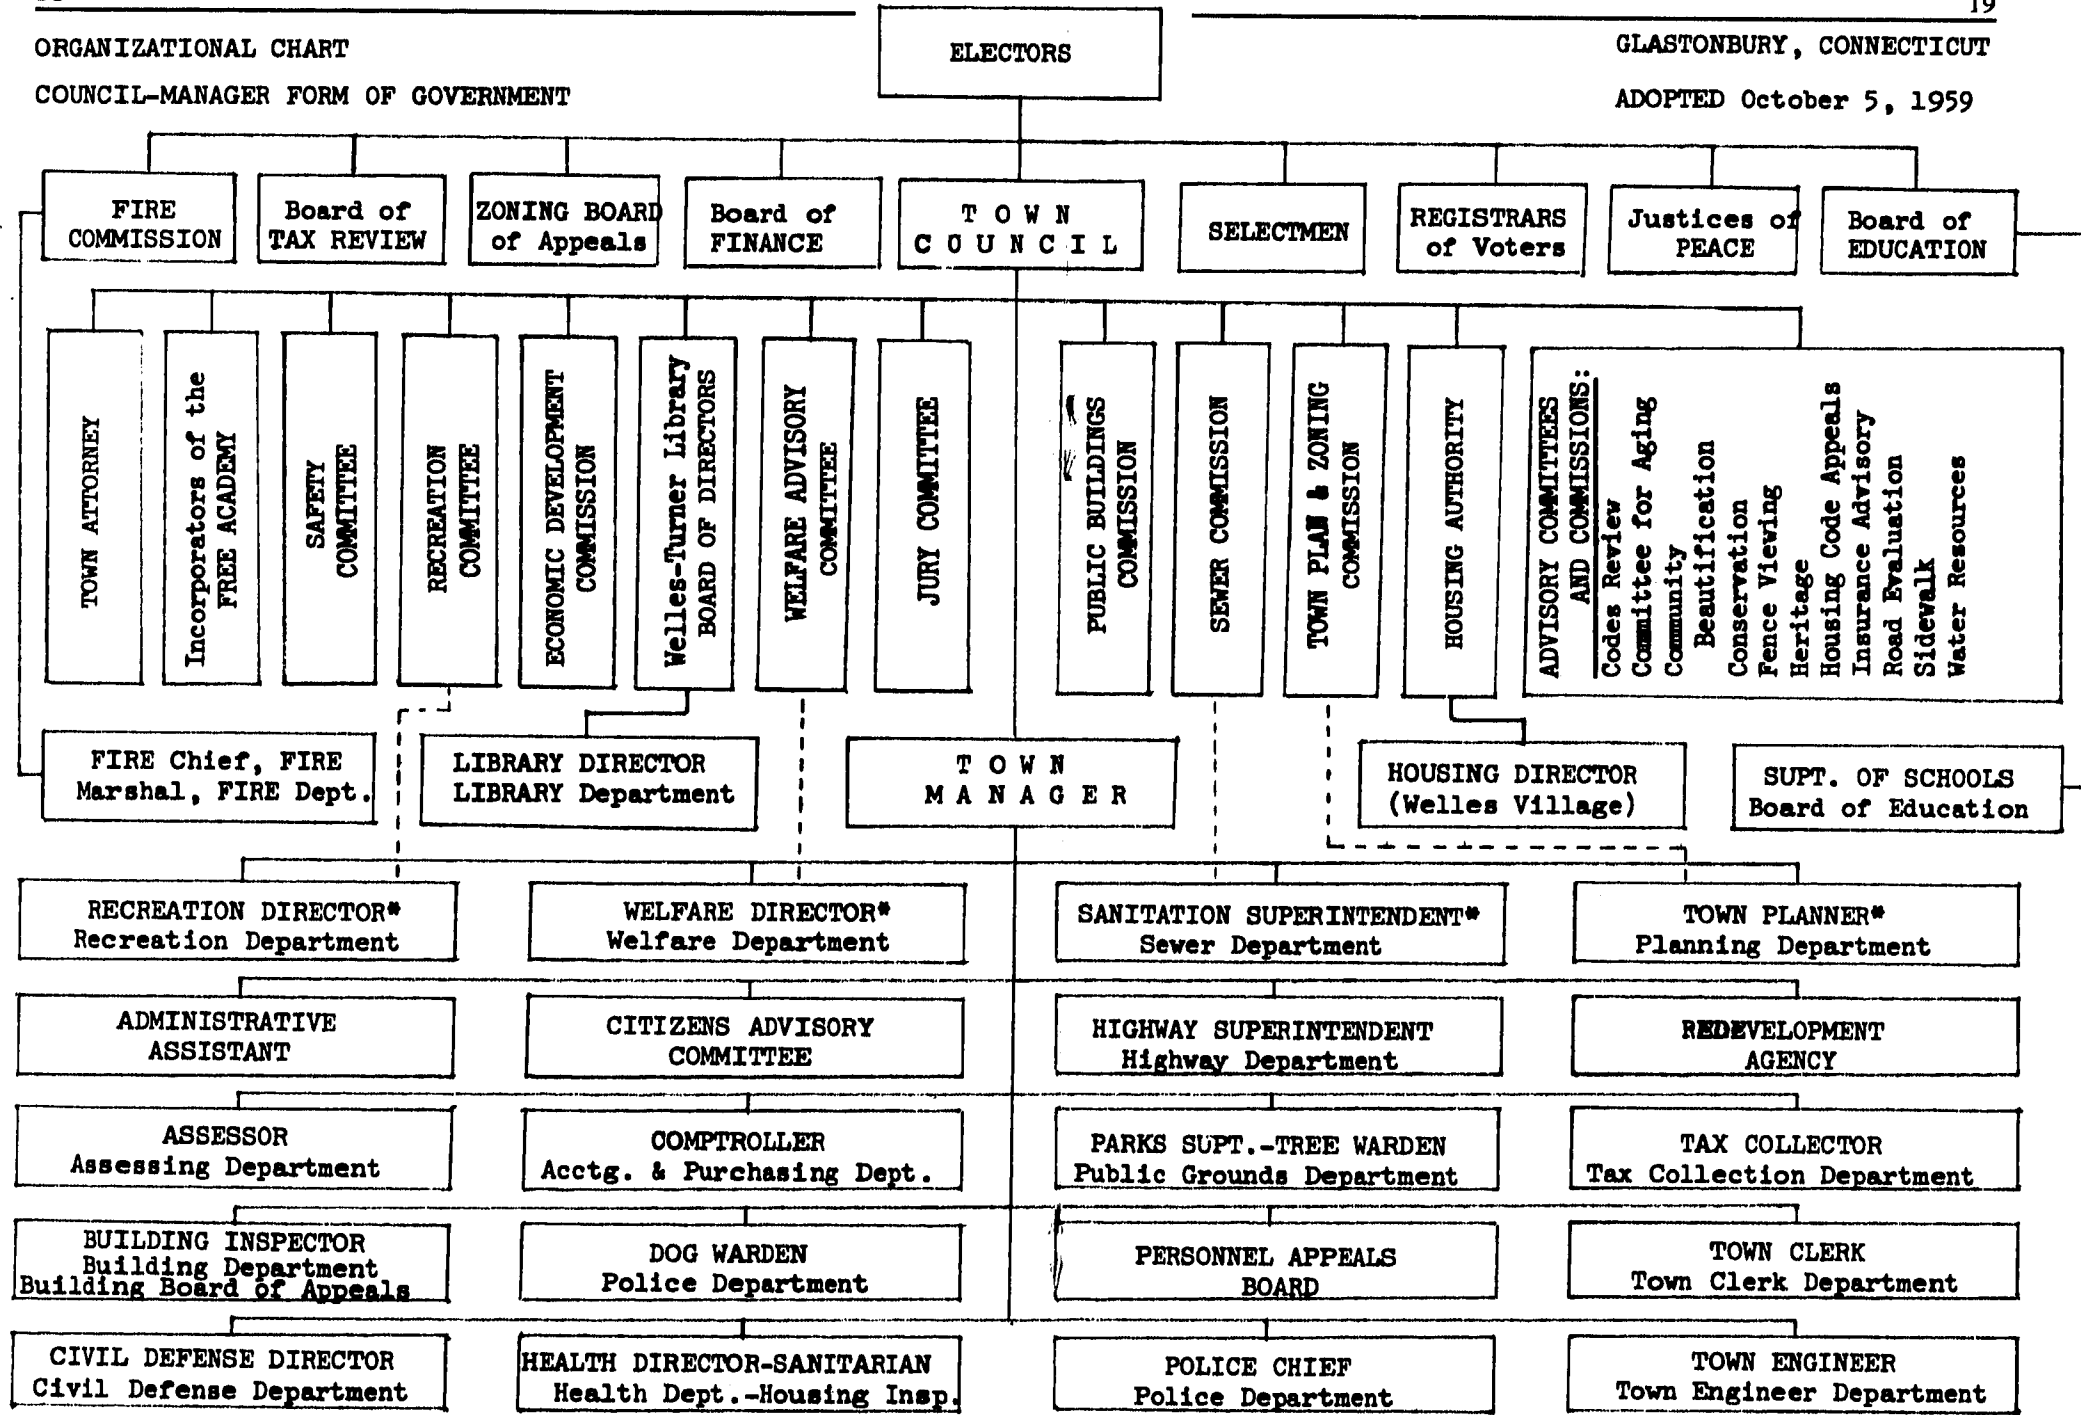 19
ORGANIZATIONAL CHART
COUNCIL-MANAGER FORM OF GOVERNMENT
ELECTORS
GLASTONBURY, CONNECTICUT
ADOPTED October 5, 1959
FIRE
COMMISSION
Board of
TAX REVIEW
ZONING BOARD
of Appeals
Board of
FINANCE
T O W N
C O U N C I L
SELECTMEN
REGISTRARS
of Voters
Justices of
PEACE
Board of
EDUCATION
TOWN ATTORNEY
Incorporators of the
FREE ACADEMY
SAFETY
COMMITTEE
RECREATION
COMMITTEE
ECONOMIC DEVELOPMENT
COMMISSION
Welles-Turner Library
BOARD OF DIRECTORS
WELFARE ADVISORY
COMMITTEE
JURY COMMITTEE
PUBLIC BUILDINGS
COMMISSION
SEWER COMMISSION
TOWN PLAN & ZONING
COMMISSION
HOUSING AUTHORITY
ADVISORY COMMITTEES
AND COMMISSIONS:
Codes Review
Committee for Aging
Community
Beautification
Conservation
Fence Viewing
Heritage
Housing Code Appeals
Insurance Advisory
Road Evaluation
Sidewalk
Water Resources
FIRE Chief, FIRE
Marshal, FIRE Dept.
LIBRARY DIRECTOR
LIBRARY Department
T O W N
M A N A G E R
HOUSING DIRECTOR
(Welles Village)
SUPT. OF SCHOOLS
Board of Education
RECREATION DIRECTOR*
Recreation Department
WELFARE DIRECTOR*
Welfare Department
SANITATION SUPERINTENDENT*
Sewer Department
TOWN PLANNER*
Planning Department
ADMINISTRATIVE
ASSISTANT
CITIZENS ADVISORY
COMMITTEE
HIGHWAY SUPERINTENDENT
Highway Department
REDEVELOPMENT
AGENCY
ASSESSOR
Assessing Department
COMPTROLLER
Acctg. & Purchasing Dept.
PARKS SUPT.-TREE WARDEN
Public Grounds Department
TAX COLLECTOR
Tax Collection Department
BUILDING INSPECTOR
Building Department
Building Board of Appeals
DOG WARDEN
Police Department
PERSONNEL APPEALS
BOARD
TOWN CLERK
Town Clerk Department
CIVIL DEFENSE DIRECTOR
Civil Defense Department
HEALTH DIRECTOR-SANITARIAN
Health Dept.-Housing Insp.
POLICE CHIEF
Police Department
TOWN ENGINEER
Town Engineer Department